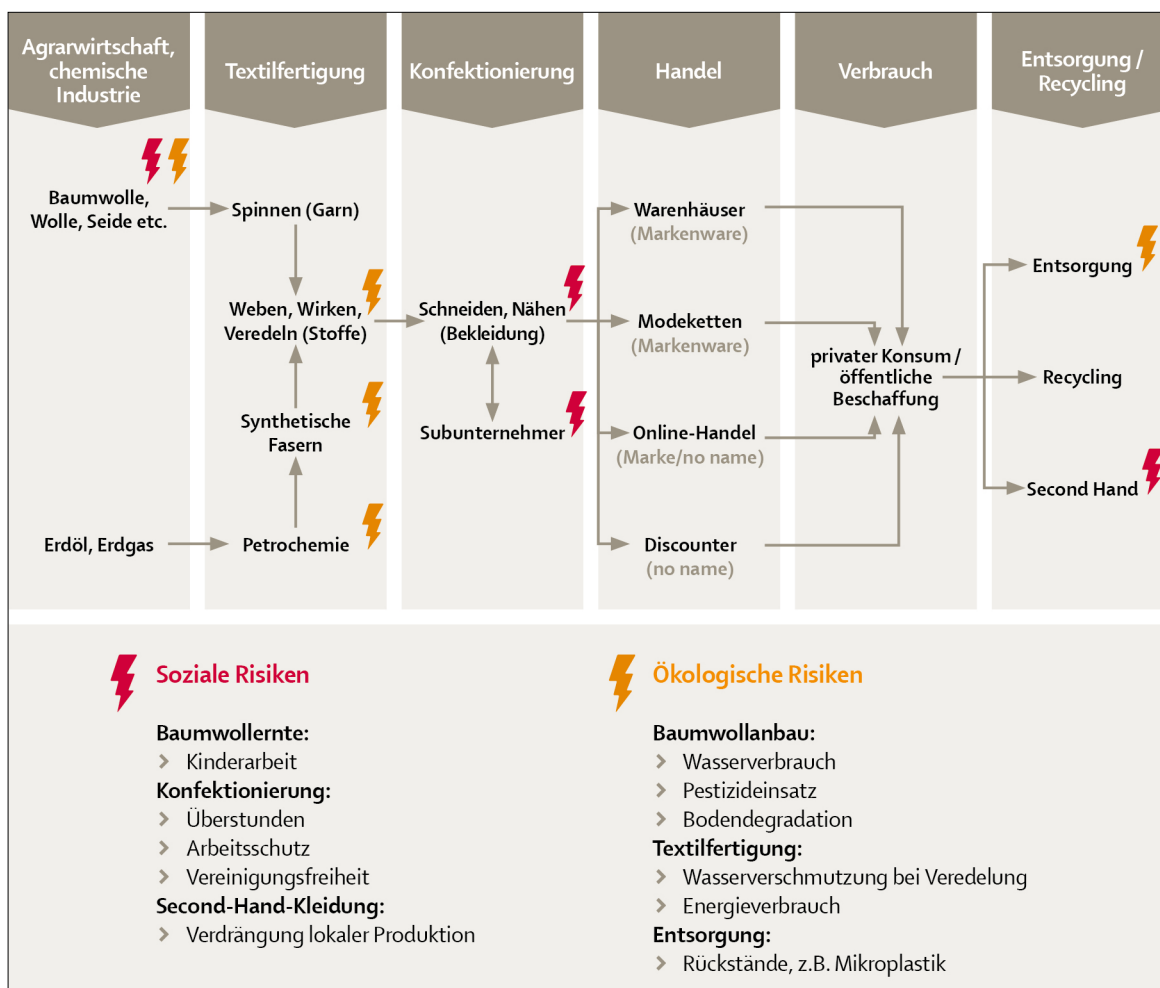 Agrarwirtschaft,
chemische
Industrie
Textilfertigung
Konfektionierung
Handel
Verbrauch
Entsorgung /
Recycling
Baumwolle,
Wolle, Seide etc.
Erdöl, Erdgas
Spinnen (Garn)
Weben, Wirken,
Veredeln (Stoffe)
Synthetische
Fasern
Petrochemie
Schneiden, Nähen
(Bekleidung)
Subunternehmer
Warenhäuser
(Markenware)
Modeketten
(Markenware)
Online-Handel
(Marke/no name)
Discounter
(no name)
privater Konsum /
öffentliche
Beschaffung
Entsorgung
Recycling
Second Hand
Soziale Risiken
Baumwollernte:
Kinderarbeit
Konfektionierung:
Überstunden
Arbeitsschutz
Vereinigungsfreiheit
Second-Hand-Kleidung:
Verdrängung lokaler Produktion
Ökologische Risiken
Baumwollanbau:
Wasserverbrauch
Pestizideinsatz
Bodendegradation
Textilfertigung:
Wasserverschmutzung bei Veredelung
Energieverbrauch
Entsorgung:
Rückstände, z.B. Mikroplastik